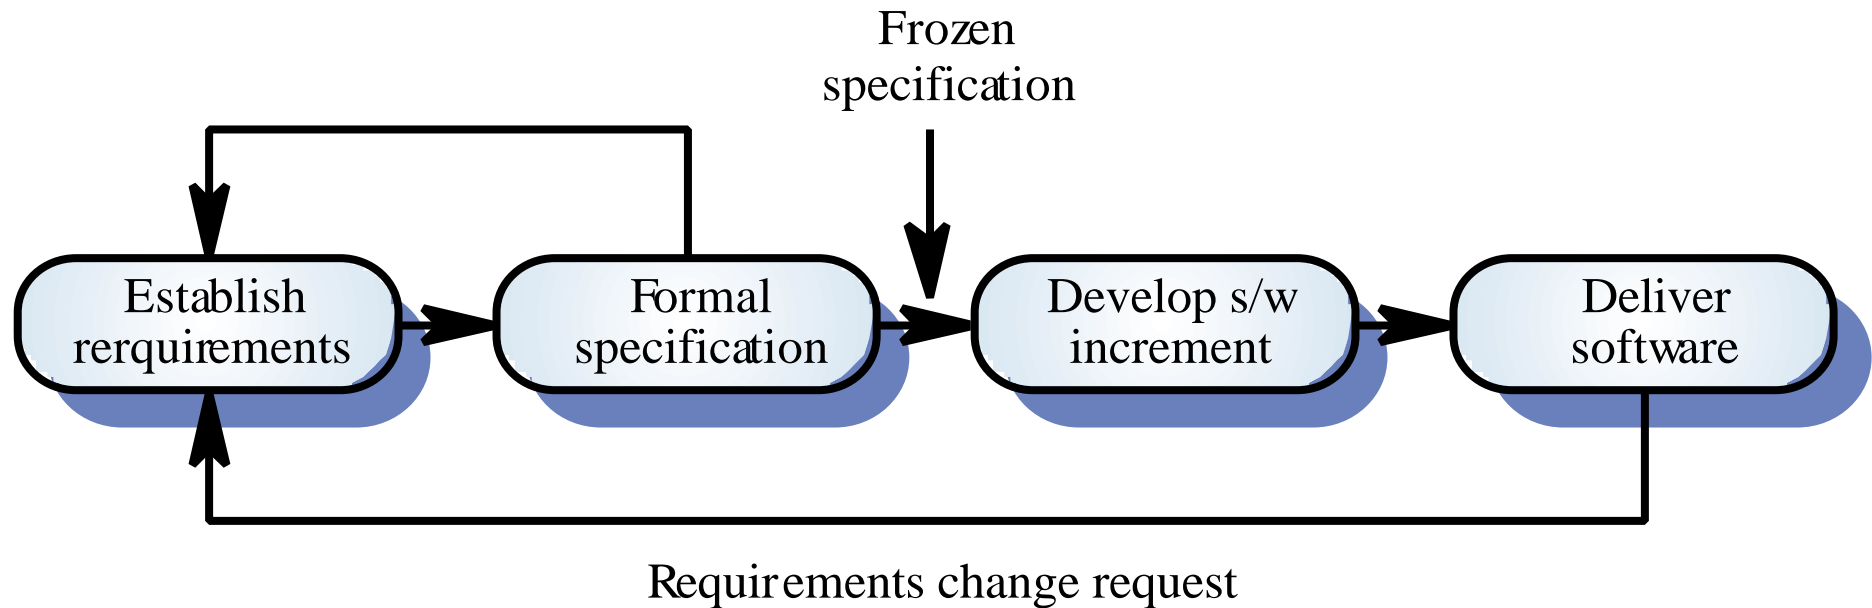 Frozen
specification
Establish
rerquirements
Formal
specification
Develop s/w
increment
Deliver
software
Requirements change request